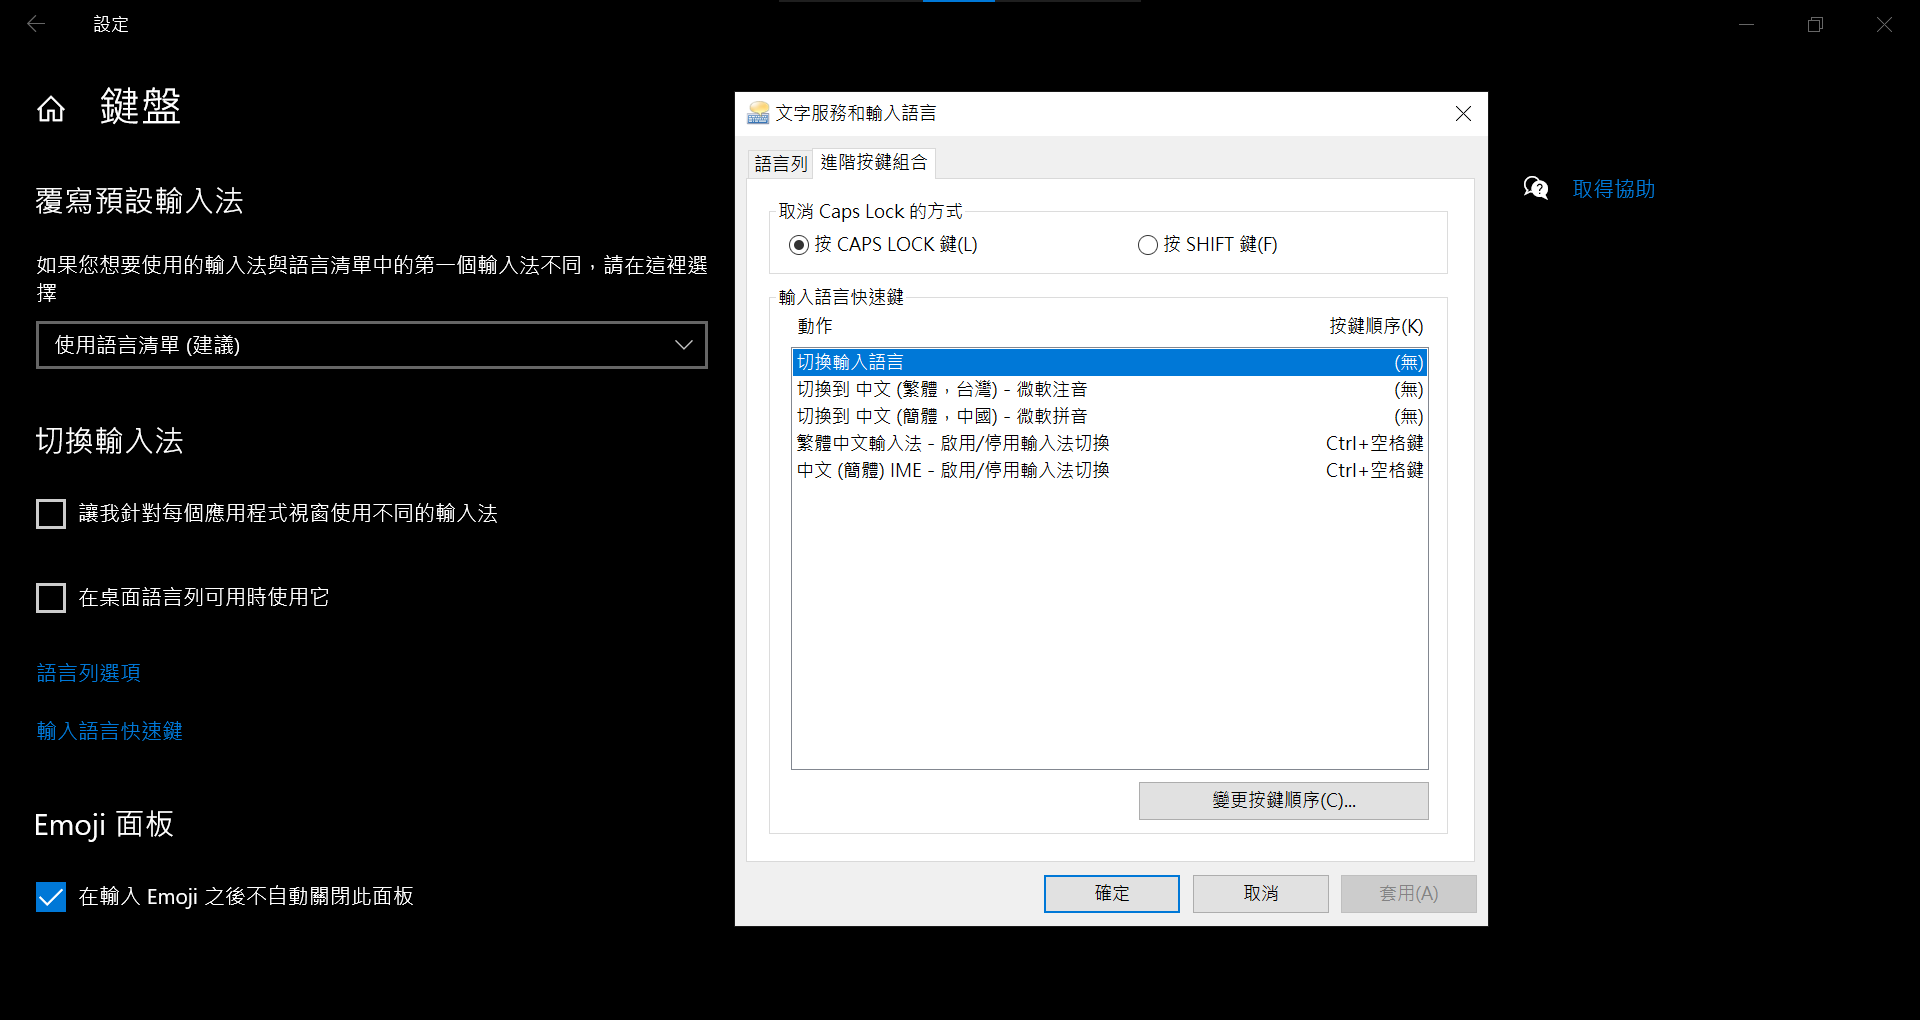 設定
鍵盤
覆寫預設輸入法
如果您想要使用的輸入法與語言清單中的第一個輸入法不同，請在這裡選
擇
使用語言清單 (建議)
切換輸入法
讓我針對每個應用程式視窗使用不同的輸入法
在桌面語言列可用時使用它
語言列選項
輸入語言快速鍵
Emoji 面板
在輸入 Emoji 之後不自動關閉此面板
文字服務和輸入語言
語言列 進階按鍵組合
取消 Caps Lock 的方式
按 CAPS LOCK 鍵(L) 按 SHIFT 鍵(F)
輸入語言快速鍵
動作 按鍵順序(K)
切換輸入語言 (無)
切換到 中文 (繁體，台灣) - 微軟注音 (無)
切換到 中文 (簡體，中國) - 微軟拼音 (無)
繁體中文輸入法 - 啟用/停用輸入法切換 Ctrl+空格鍵
中文 (簡體) IME - 啟用/停用輸入法切換 Ctrl+空格鍵
變更按鍵順序(C)...
確定 取消 套用(A)
取得協助